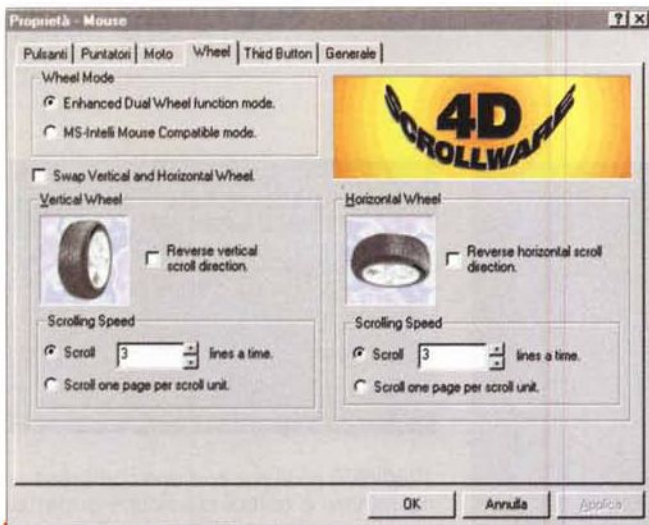 Proprietà - Mouse
Pulsanti Puntatori Moto Wheel Third Button Generale
Wheel Mode
Enhanced Dual Wheel function mode.
MS-Intelli Mouse Compatible mode.
4D
SCROLLWARE
Swap Vertical and Horizontal Wheel.
Vertical Wheel
Reverse vertical
scroll direction.
Scrolling Speed
Scroll 3 lines a time.
Scroll one page per scroll unit.
Horizontal Wheel
Reverse horizontal scroll
direction.
Scrolling Speed
Scroll 3 lines a time.
Scroll one page per scroll unit.
OK Annulla Applica